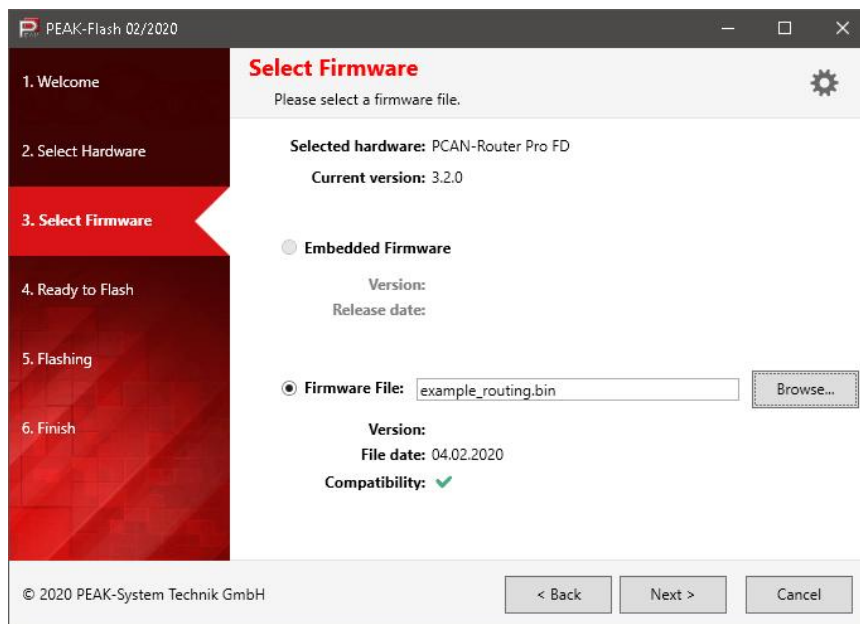 PEAK-Flash 02/2020
1. Welcome
2. Select Hardware
3. Select Firmware
4. Ready to Flash
5. Flashing
6. Finish
Select Firmware
Please select a firmware file.
Selected hardware: PCAN-Router Pro FD
Current version: 3.2.0
Embedded Firmware
Version:
Release date:
Firmware File: example_routing.bin Browse...
Version:
File date: 04.02.2020
Compatibility:
© 2020 PEAK-System Technik GmbH < Back Next > Cancel